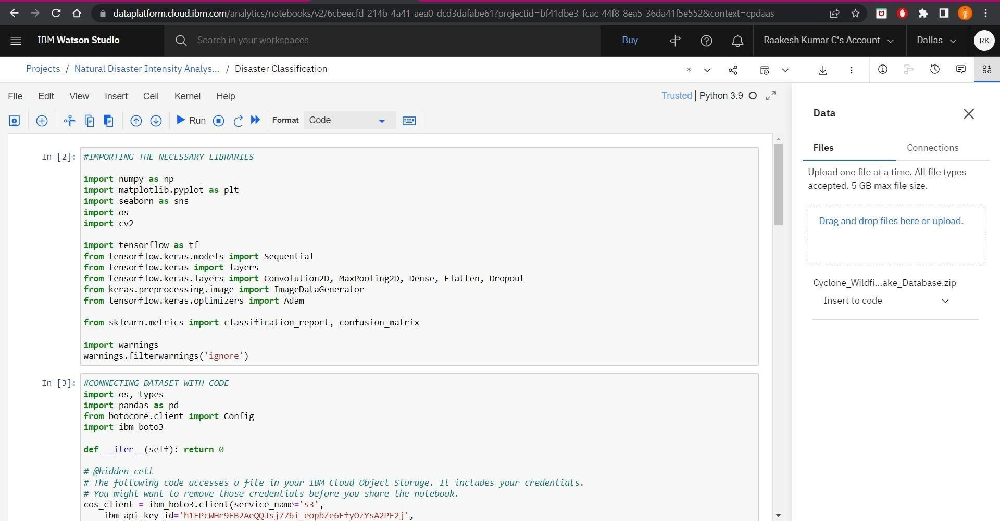 dataplatform.cloud.ibm.com/analytics/notebooks/v2/6cbeecfd-214b-4a41-aea0-dcd3dafabe61?projectid=bf41dbe3-fcac-44f8-8ea5-36da41f5e552&context=cpdaas
IBM Watson Studio
Search in your workspaces
Buy
Raakesh Kumar C's Account
Dallas
RK
Projects / Natural Disaster Intensity Analys... / Disaster Classification
File Edit View Insert Cell Kernel Help
Trusted | Python 3.9
Run
Format
Code
In [2]: #IMPORTING THE NECESSARY LIBRARIES
import numpy as np
import matplotlib.pyplot as plt
import seaborn as sns
import os
import cv2
import tensorflow as tf
from tensorflow.keras.models import Sequential
from tensorflow.keras import layers
from tensorflow.keras.layers import Convolution2D, MaxPooling2D, Dense, Flatten, Dropout
from keras.preprocessing.image import ImageDataGenerator
from tensorflow.keras.optimizers import Adam
from sklearn.metrics import classification_report, confusion_matrix
import warnings
warnings.filterwarnings('ignore')
In [3]: #CONNECTING DATASET WITH CODE
import os, types
import pandas as pd
from botocore.client import Config
import ibm_boto3
def __iter__(self): return 0
# @hidden_cell
# The following code accesses a file in your IBM Cloud Object Storage. It includes your credentials.
# You might want to remove those credentials before you share the notebook.
cos_client = ibm_boto3.client(service_name='s3',
ibm_api_key_id='h1FPcWHr9FB2AeQQJsj776i_eopbZe6FfyOzYsA2PF2j',
Data
Files
Connections
Upload one file at a time. All file types
accepted. 5 GB max file size.
Drag and drop files here or upload.
Cyclone_Wildfi...ake_Database.zip
Insert to code